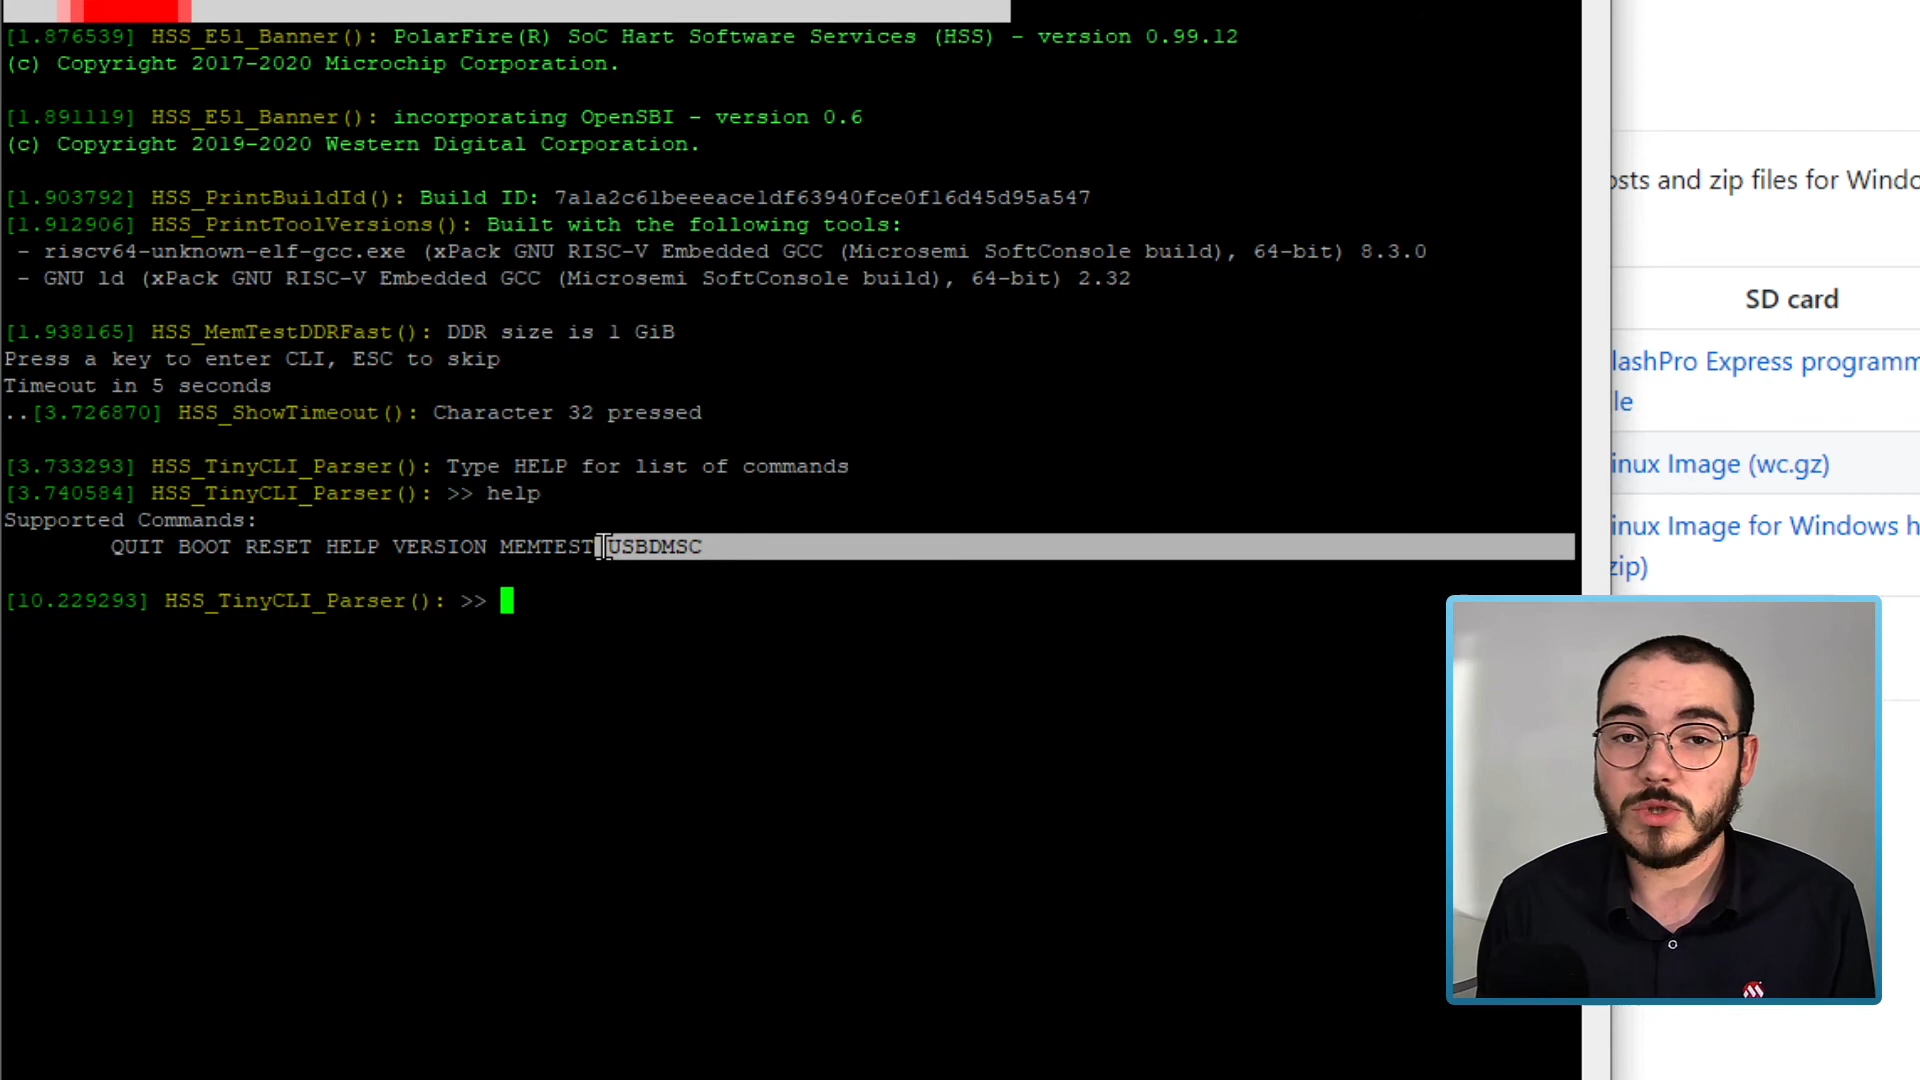 [1.876539] HSS_E51_Banner(): PolarFire(R) SoC Hart Software Services (HSS) - version 0.99.12
(c) Copyright 2017-2020 Microchip Corporation.
[1.891119] HSS_E51_Banner(): incorporating OpenSBI - version 0.6
(c) Copyright 2019-2020 Western Digital Corporation.
[1.903792] HSS_PrintBuildId(): Build ID: 7a1a2c61beeeace1df63940fce0f16d45d95a547
[1.912906] HSS_PrintToolVersions(): Built with the following tools:
- riscv64-unknown-elf-gcc.exe (xPack GNU RISC-V Embedded GCC (Microsemi SoftConsole build), 64-bit) 8.3.0
- GNU ld (xPack GNU RISC-V Embedded GCC (Microsemi SoftConsole build), 64-bit) 2.32
[1.938165] HSS_MemTestDDRFast(): DDR size is 1 GiB
Press a key to enter CLI, ESC to skip
Timeout in 5 seconds
..[3.726870] HSS_ShowTimeout(): Character 32 pressed
[3.733293] HSS_TinyCLI_Parser(): Type HELP for list of commands
[3.740584] HSS_TinyCLI_Parser(): >> help
Supported Commands:
QUIT BOOT RESET HELP VERSION MEMTEST USBDMSC
[10.229293] HSS_TinyCLI_Parser(): >>
osts and zip files for Windo
SD card
lashPro Express programm
le
inux Image (wc.gz)
inux Image for Windows h
zip)